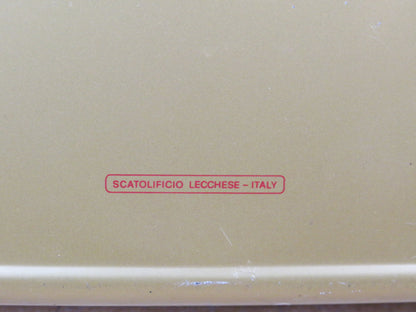 SCATOLIFICIO LECCHESE – ITALY